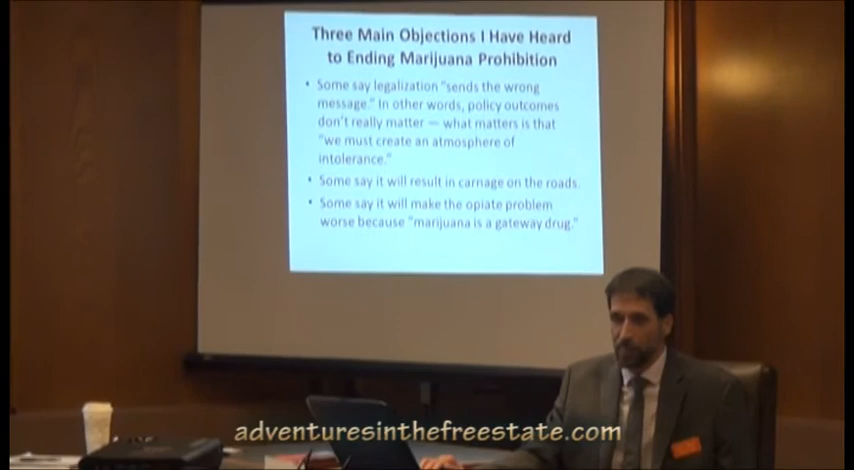 Three Main Objections I Have Heard
to Ending Marijuana Prohibition
• Some say legalization "sends the wrong
message." In other words, policy outcomes
don't really matter — what matters is that
"we must create an atmosphere of
intolerance."
• Some say it will result in carnage on the roads.
• Some say it will make the opiate problem
worse because "marijuana is a gateway drug."
adventuresinthefreestate.com